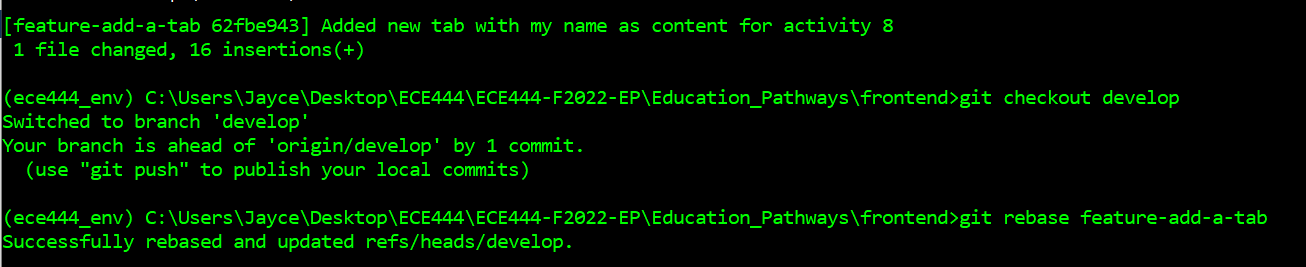 [feature-add-a-tab 62fbe943] Added new tab with my name as content for activity 8
 1 file changed, 16 insertions(+)
(ece444_env) C:\Users\Jayce\Desktop\ECE444\ECE444-F2022-EP\Education_Pathways\frontend>git checkout develop
Switched to branch 'develop'
Your branch is ahead of 'origin/develop' by 1 commit.
  (use "git push" to publish your local commits)
(ece444_env) C:\Users\Jayce\Desktop\ECE444\ECE444-F2022-EP\Education_Pathways\frontend>git rebase feature-add-a-tab
Successfully rebased and updated refs/heads/develop.